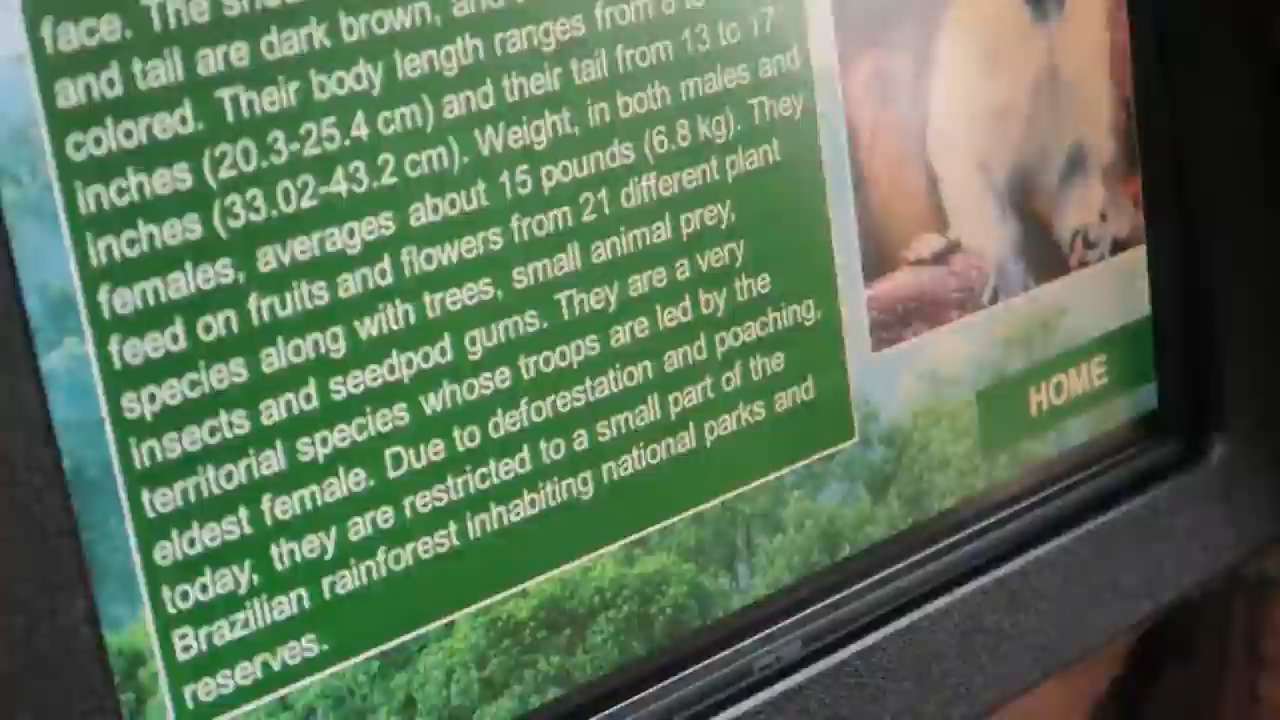 face. The
and tail are dark brown, and
colored. Their body length ranges from 8 to
inches (20.3-25.4 cm) and their tail from 13 to 17
inches (33.02-43.2 cm). Weight, in both males and
females, averages about 15 pounds (6.8 kg). They
feed on fruits and flowers from 21 different plant
species along with trees, small animal prey,
insects and seedpod gums. They are a very
territorial species whose troops are led by the
eldest female. Due to deforestation and poaching,
today, they are restricted to a small part of the
Brazilian rainforest inhabiting national parks and
reserves.
HOME